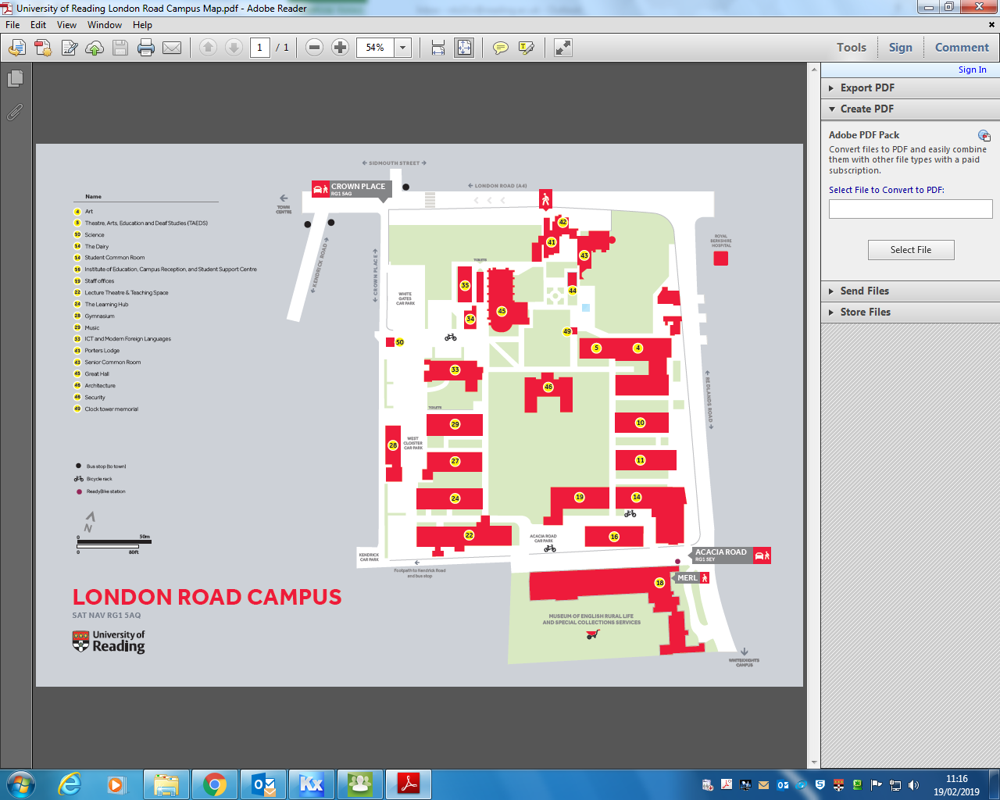 University of Reading London Road Campus Map.pdf - Adobe Reader
File Edit View Window Help
1 / 1 54% Tools Sign Comment
Sign In
Export PDF
Create PDF
Adobe PDF Pack
Convert files to PDF and easily combine
them with other file types with a paid
subscription.
Select File to Convert to PDF:
Select File
Send Files
Store Files
← SIDMOUTH STREET →
CROWN PLACE
RG1 5AG
← LONDON ROAD (A4)
TOWN
CENTRE
← KENDRICK ROAD →
← CROWN PLACE →
ROYAL
BERKSHIRE
HOSPITAL
← REDLANDS ROAD →
Name
4 Art
5 Theatre, Arts, Education and Deaf Studies (TAEDS)
10 Science
14 The Dairy
14 Student Common Room
16 Institute of Education, Campus Reception, and Student Support Centre
19 Staff offices
22 Lecture Theatre & Teaching Space
24 The Learning Hub
28 Gymnasium
29 Music
33 ICT and Modern Foreign Languages
41 Porters Lodge
43 Senior Common Room
45 Great Hall
46 Architecture
46 Security
49 Clock tower memorial
Bus stop (to town)
Bicycle rack
ReadyBike station
N
0 50m
0 80ft
42
41
43
TOILETS
35
44
WHITE
GATES
CAR PARK
45
34
49
50
5 4
33
46
TOILETS
29
10
28
WEST
CLOISTER
CAR PARK
27
11
24
19
14
22
ACACIA ROAD
CAR PARK
16
KENDRICK
CAR PARK
ACACIA ROAD
RG1 5EY
Footpath to Kendrick Road
and bus stop
18
MERL
MUSEUM OF ENGLISH RURAL LIFE
AND SPECIAL COLLECTIONS SERVICES
WHITEKNIGHTS
CAMPUS
LONDON ROAD CAMPUS
SAT NAV RG1 5AQ
University of
Reading
Kx
11:16
19/02/2019